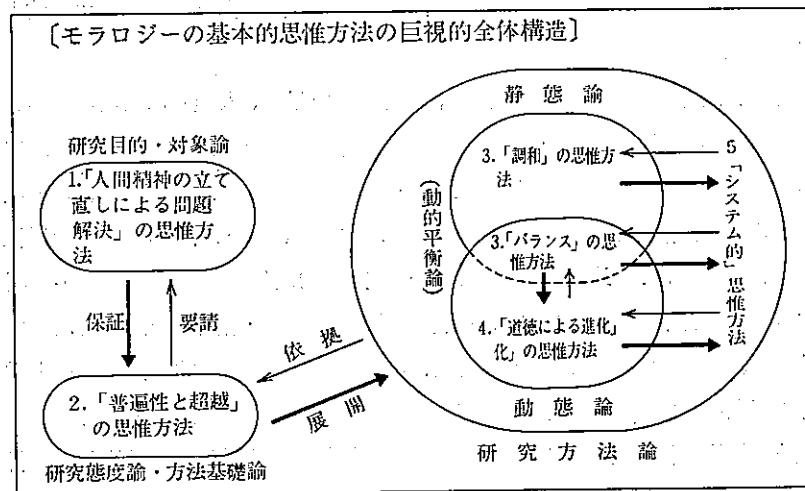 〔モラロジーの基本的思惟方法の巨視的全体構造〕
研究目的・対象論
1.「人間精神の立て
直しによる問題
解決」の思惟方
法
保証
要請
2.「普遍性と超越」
の思惟方法
研究態度論・方法基礎論
依拠
展開
静態論
3.「調和」の思惟方
法
(動的平衡論)
3.「バランス」の思
惟方法
4.「道徳による進化」
化」の思惟方法
動態論
研究方法論
5「システム的」思惟方法